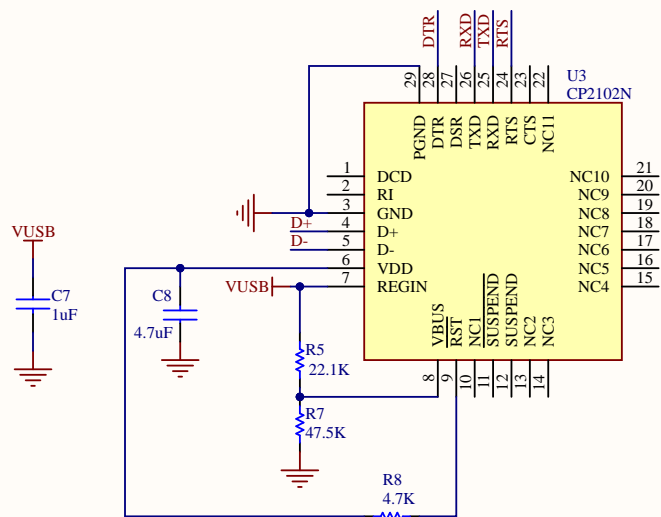 DTR
RXD
TXD
RTS
29
28
27
26
25
24
23
22
U3
CP2102N
PGND
DTR
DSR
TXD
RXD
RTS
CTS
NC11
1 DCD
2 RI
3 GND
D+ 4 D+
D- 5 D-
6 VDD
VUSB 7 REGIN
NC10 21
NC9 20
NC8 19
NC7 18
NC6 17
NC5 16
NC4 15
VBUS
RST
NC1
SUSPEND
SUSPEND
NC2
NC3
8
9
10
11
12
13
14
VUSB
C7
1uF
C8
4.7uF
R5
22.1K
R7
47.5K
R8
4.7K